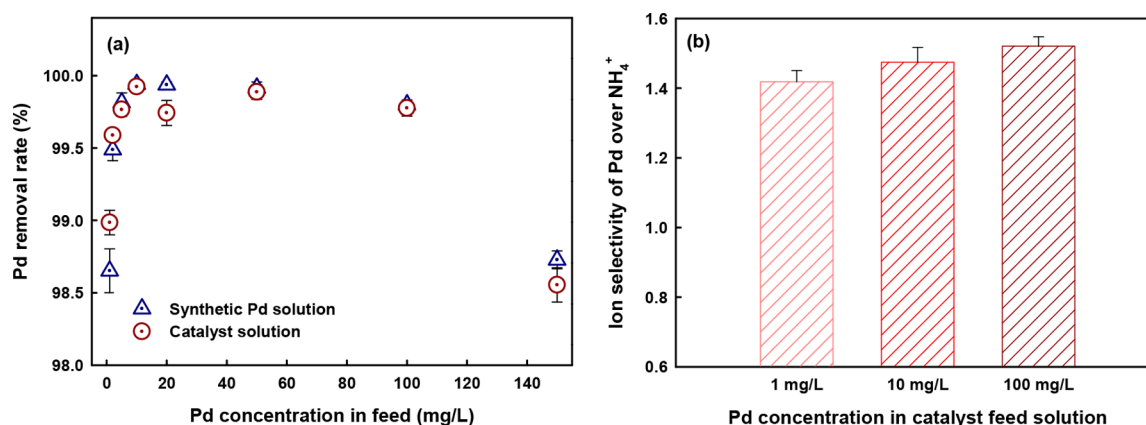 (a)
100.0
99.5
99.0
98.5
98.0
Pd removal rate (%)
Synthetic Pd solution
Catalyst solution
0 20 40 60 80 100 120 140
Pd concentration in feed (mg/L)
(b)
1.6
1.4
1.2
1.0
0.8
0.6
Ion selectivity of Pd over NH₄⁺
1 mg/L 10 mg/L 100 mg/L
Pd concentration in catalyst feed solution